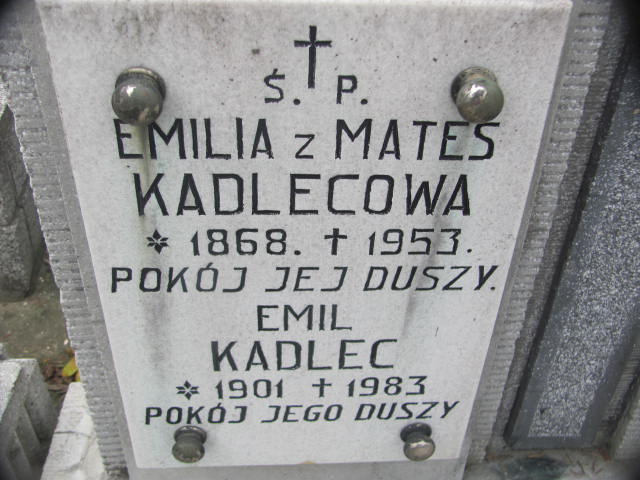 Ś. P.
EMILIA z MATES
KADLECOWA
* 1868. † 1953.
POKÓJ JEJ DUSZY.
EMIL
KADLEC
* 1901 † 1983
POKÓJ JEGO DUSZY